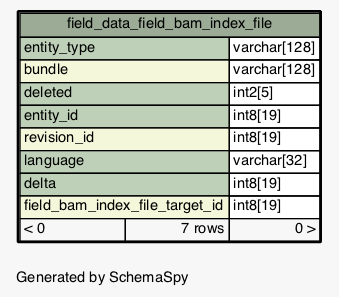 field_data_field_bam_index_file
entity_type varchar[128]
bundle varchar[128]
deleted int2[5]
entity_id int8[19]
revision_id int8[19]
language varchar[32]
delta int8[19]
field_bam_index_file_target_id int8[19]
< 0 7 rows 0 >
Generated by SchemaSpy